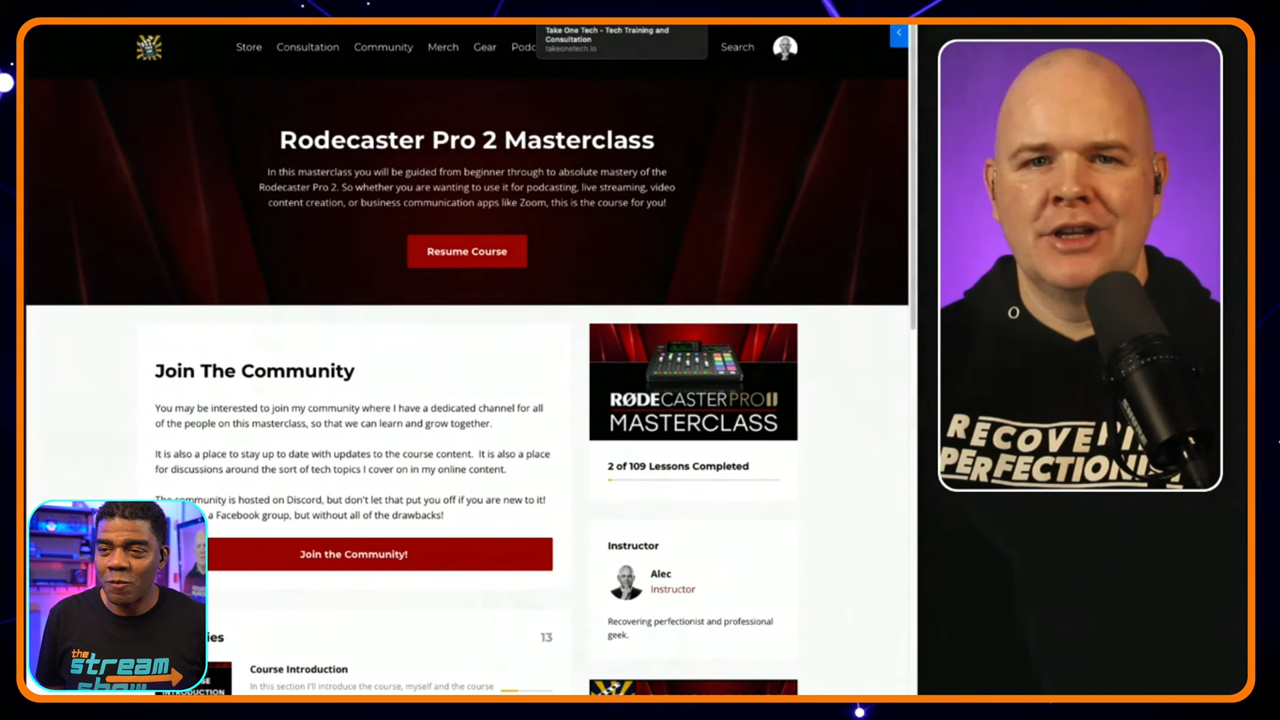 Store Consultation Community Merch Gear Podc
Take One Tech - Tech Training and
Consultation
takeonetech.io
Search
Rodecaster Pro 2 Masterclass
In this masterclass you will be guided from beginner through to absolute mastery of the
Rodecaster Pro 2. So whether you are wanting to use it for podcasting, live streaming, video
content creation, or business communication apps like Zoom, this is the course for you!
Resume Course
Join The Community
You may be interested to join my community where I have a dedicated channel for all
of the people on this masterclass, so that we can learn and grow together.
It is also a place to stay up to date with updates to the course content. It is also a place
for discussions around the sort of tech topics I cover on in my online content.
The community is hosted on Discord, but don't let that put you off if you are new to it!
a Facebook group, but without all of the drawbacks!
Join the Community!
ies
13
Course Introduction
In this section I'll introduce the course, myself and the course
INTRODUCTION
RØDECASTER PRO II
MASTERCLASS
2 of 109 Lessons Completed
Instructor
Alec
Instructor
Recovering perfectionist and professional
geek.
RECOVERI
PERFECTIONIST
the
stream
show